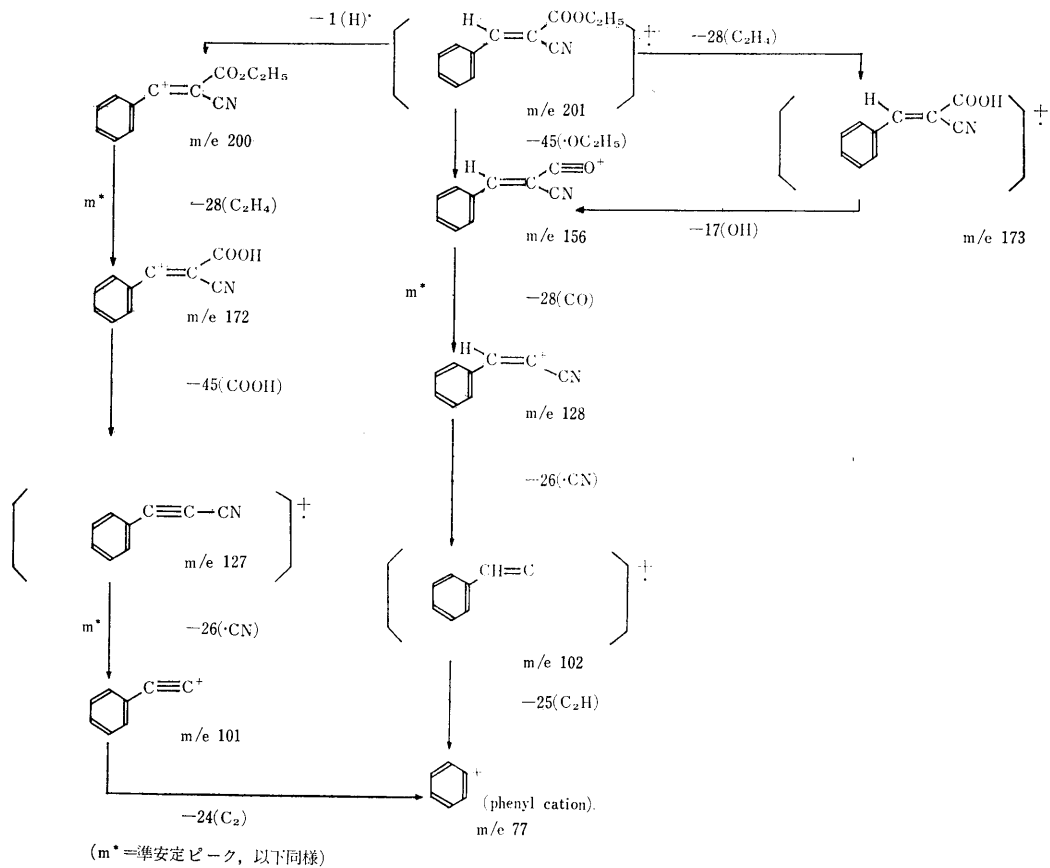 −1(H)·
H
COOC₂H₅
C=C
CN
+·
m/e 201
−28(C₂H₄)
C⁺=C
CO₂C₂H₅
CN
m/e 200
−45(·OC₂H₅)
H
COOH
C=C
CN
+·
m/e 173
m*
−28(C₂H₄)
H
C≡O⁺
C=C
CN
m/e 156
−17(OH)
C⁺=C
COOH
CN
m/e 172
m*
−28(CO)
−45(COOH)
H
C=C⁺
CN
m/e 128
−26(·CN)
C≡C−CN
+·
m/e 127
m*
−26(·CN)
CH=C
+·
m/e 102
−25(C₂H)
C≡C⁺
m/e 101
−24(C₂)
+
(phenyl cation).
m/e 77
(m*=準安定ピーク, 以下同様)